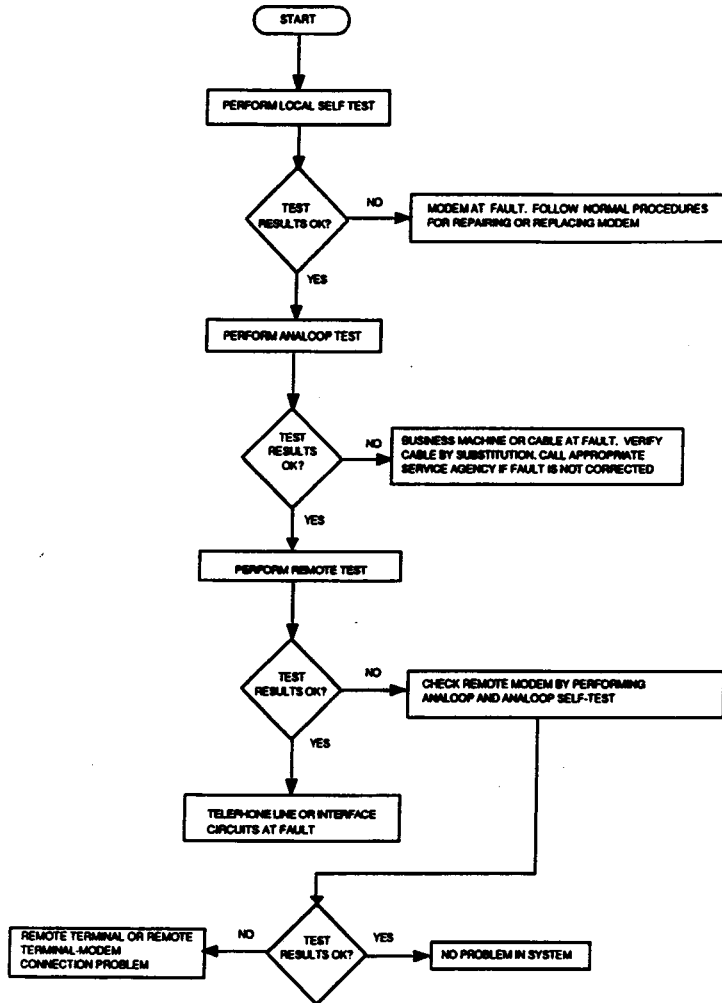 START
PERFORM LOCAL SELF TEST
TEST
RESULTS OK?
NO
MODEM AT FAULT. FOLLOW NORMAL PROCEDURES
FOR REPAIRING OR REPLACING MODEM
YES
PERFORM ANALOOP TEST
TEST
RESULTS
OK?
NO
BUSINESS MACHINE OR CABLE AT FAULT. VERIFY
CABLE BY SUBSTITUTION. CALL APPROPRIATE
SERVICE AGENCY IF FAULT IS NOT CORRECTED
YES
PERFORM REMOTE TEST
TEST
RESULTS OK?
NO
CHECK REMOTE MODEM BY PERFORMING
ANALOOP AND ANALOOP SELF-TEST
YES
TELEPHONE LINE OR INTERFACE
CIRCUITS AT FAULT
REMOTE TERMINAL OR REMOTE
TERMINAL-MODEM
CONNECTION PROBLEM
NO
TEST
RESULTS OK?
YES
NO PROBLEM IN SYSTEM